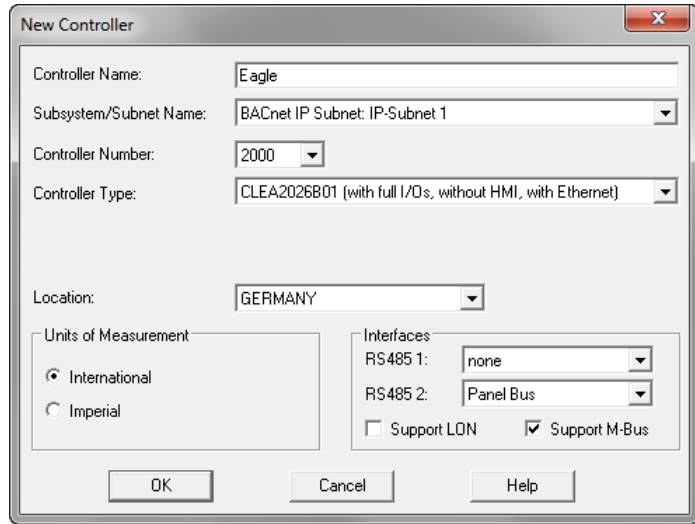 New Controller
Controller Name: Eagle
Subsystem/Subnet Name: BACnet IP Subnet: IP-Subnet 1
Controller Number: 2000
Controller Type: CLEA2026B01 (with full I/Os, without HMI, with Ethernet)
Location: GERMANY
Units of Measurement
International
Imperial
Interfaces
RS485 1: none
RS485 2: Panel Bus
Support LON Support M-Bus
OK Cancel Help